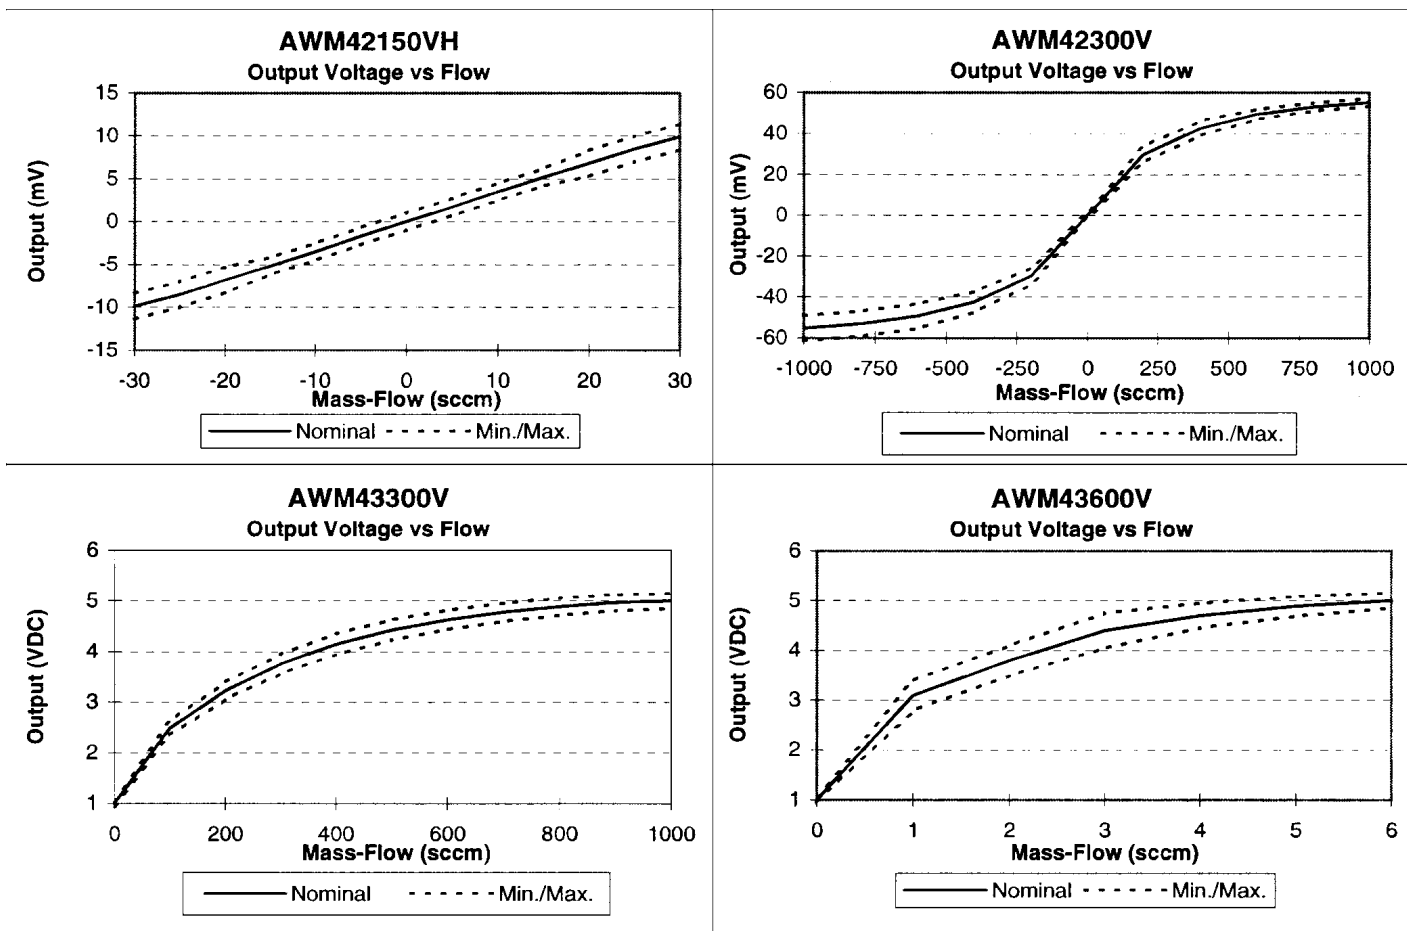 AWM42150VH
Output Voltage vs Flow
15
10
5
0
-5
-10
-15
Output (mV)
-30 -20 -10 0 10 20 30
Mass-Flow (sccm)
Nominal Min./Max.
AWM42300V
Output Voltage vs Flow
60
40
20
0
-20
-40
-60
Output (mV)
-1000 -750 -500 -250 0 250 500 750 1000
Mass-Flow (sccm)
Nominal Min./Max.
AWM43300V
Output Voltage vs Flow
6
5
4
3
2
1
Output (VDC)
0 200 400 600 800 1000
Mass-Flow (sccm)
Nominal Min./Max.
AWM43600V
Output Voltage vs Flow
6
5
4
3
2
1
Output (VDC)
0 1 2 3 4 5 6
Mass-Flow (sccm)
Nominal Min./Max.